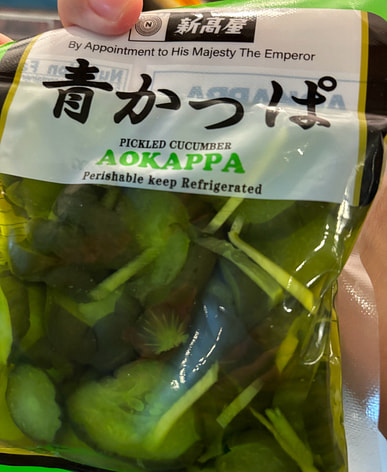 新高屋
By Appointment to His Majesty The Emperor
青かっぱ
PICKLED CUCUMBER
AOKAPPA
Perishable keep Refrigerated